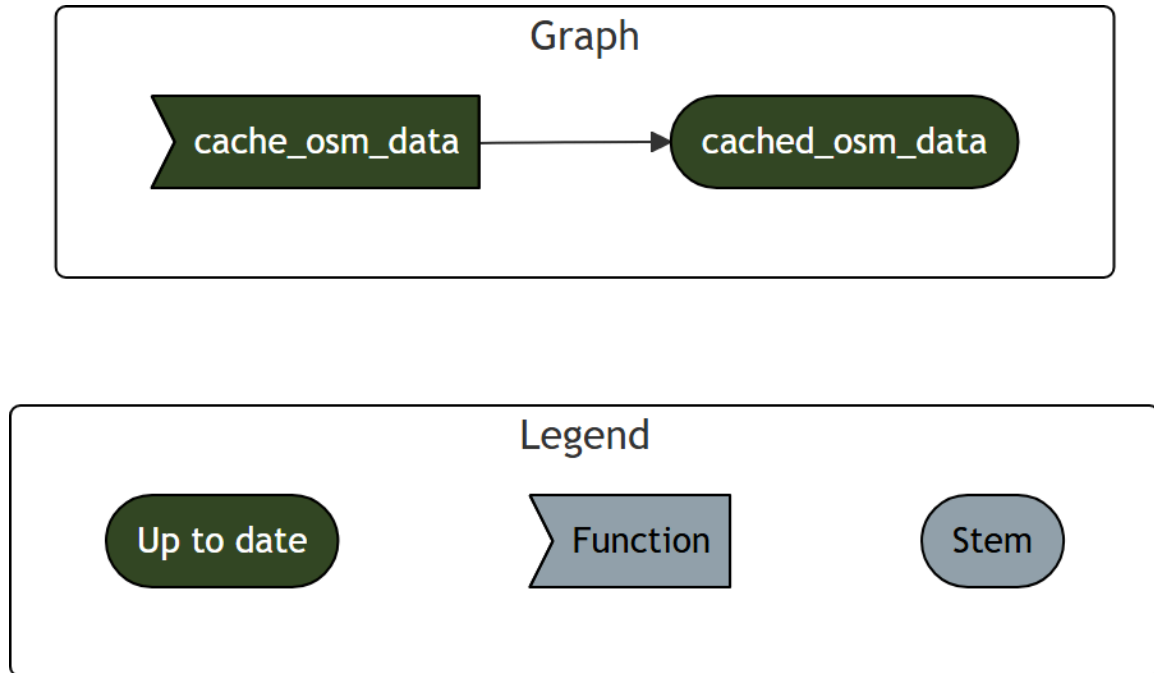 Graph
cache_osm_data
cached_osm_data
Legend
Up to date
Function
Stem